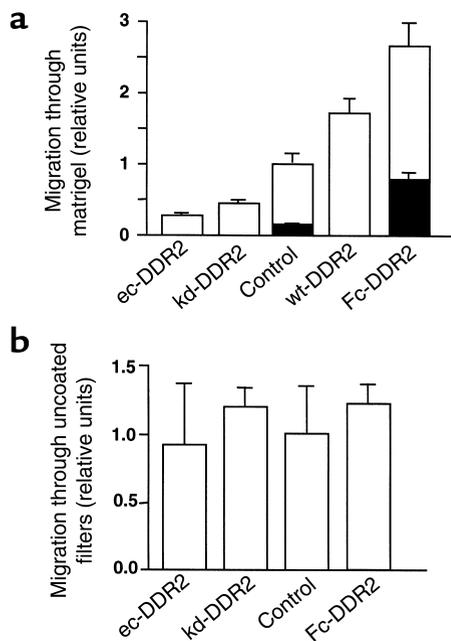 a
Migration through
matrigel (relative units)
3
2
1
0
ec-DDR2
kd-DDR2
Control
wt-DDR2
Fc-DDR2
b
Migration through uncoated
filters (relative units)
1.5
1.0
0.5
0.0
ec-DDR2
kd-DDR2
Control
Fc-DDR2